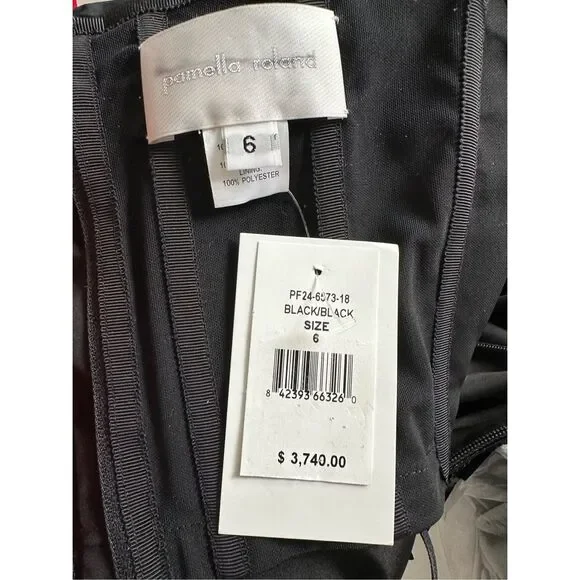 pamella roland
6
LINING:
100% POLYESTER
PF24-6573-18
BLACK/BLACK
SIZE
6
8 42393 66326 0
$ 3,740.00